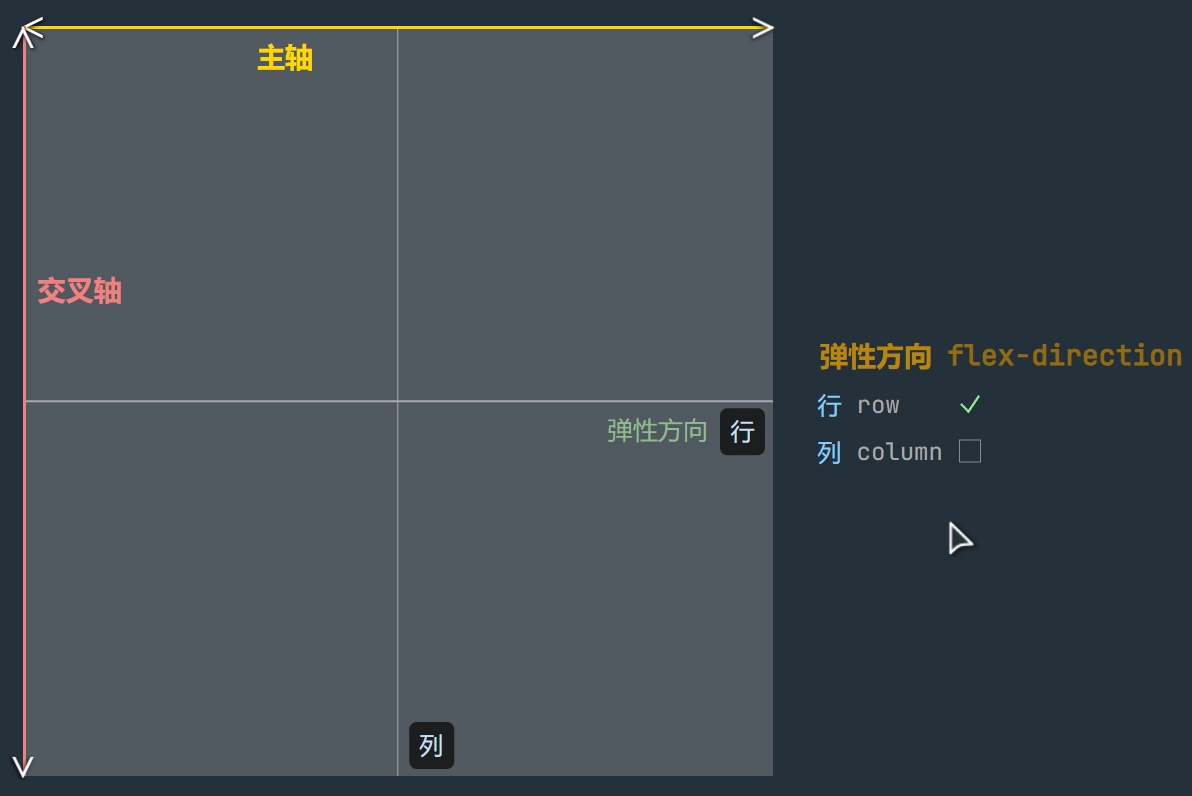 主轴
交叉轴
弹性方向 flex-direction
行 row
弹性方向 行
列 column
列